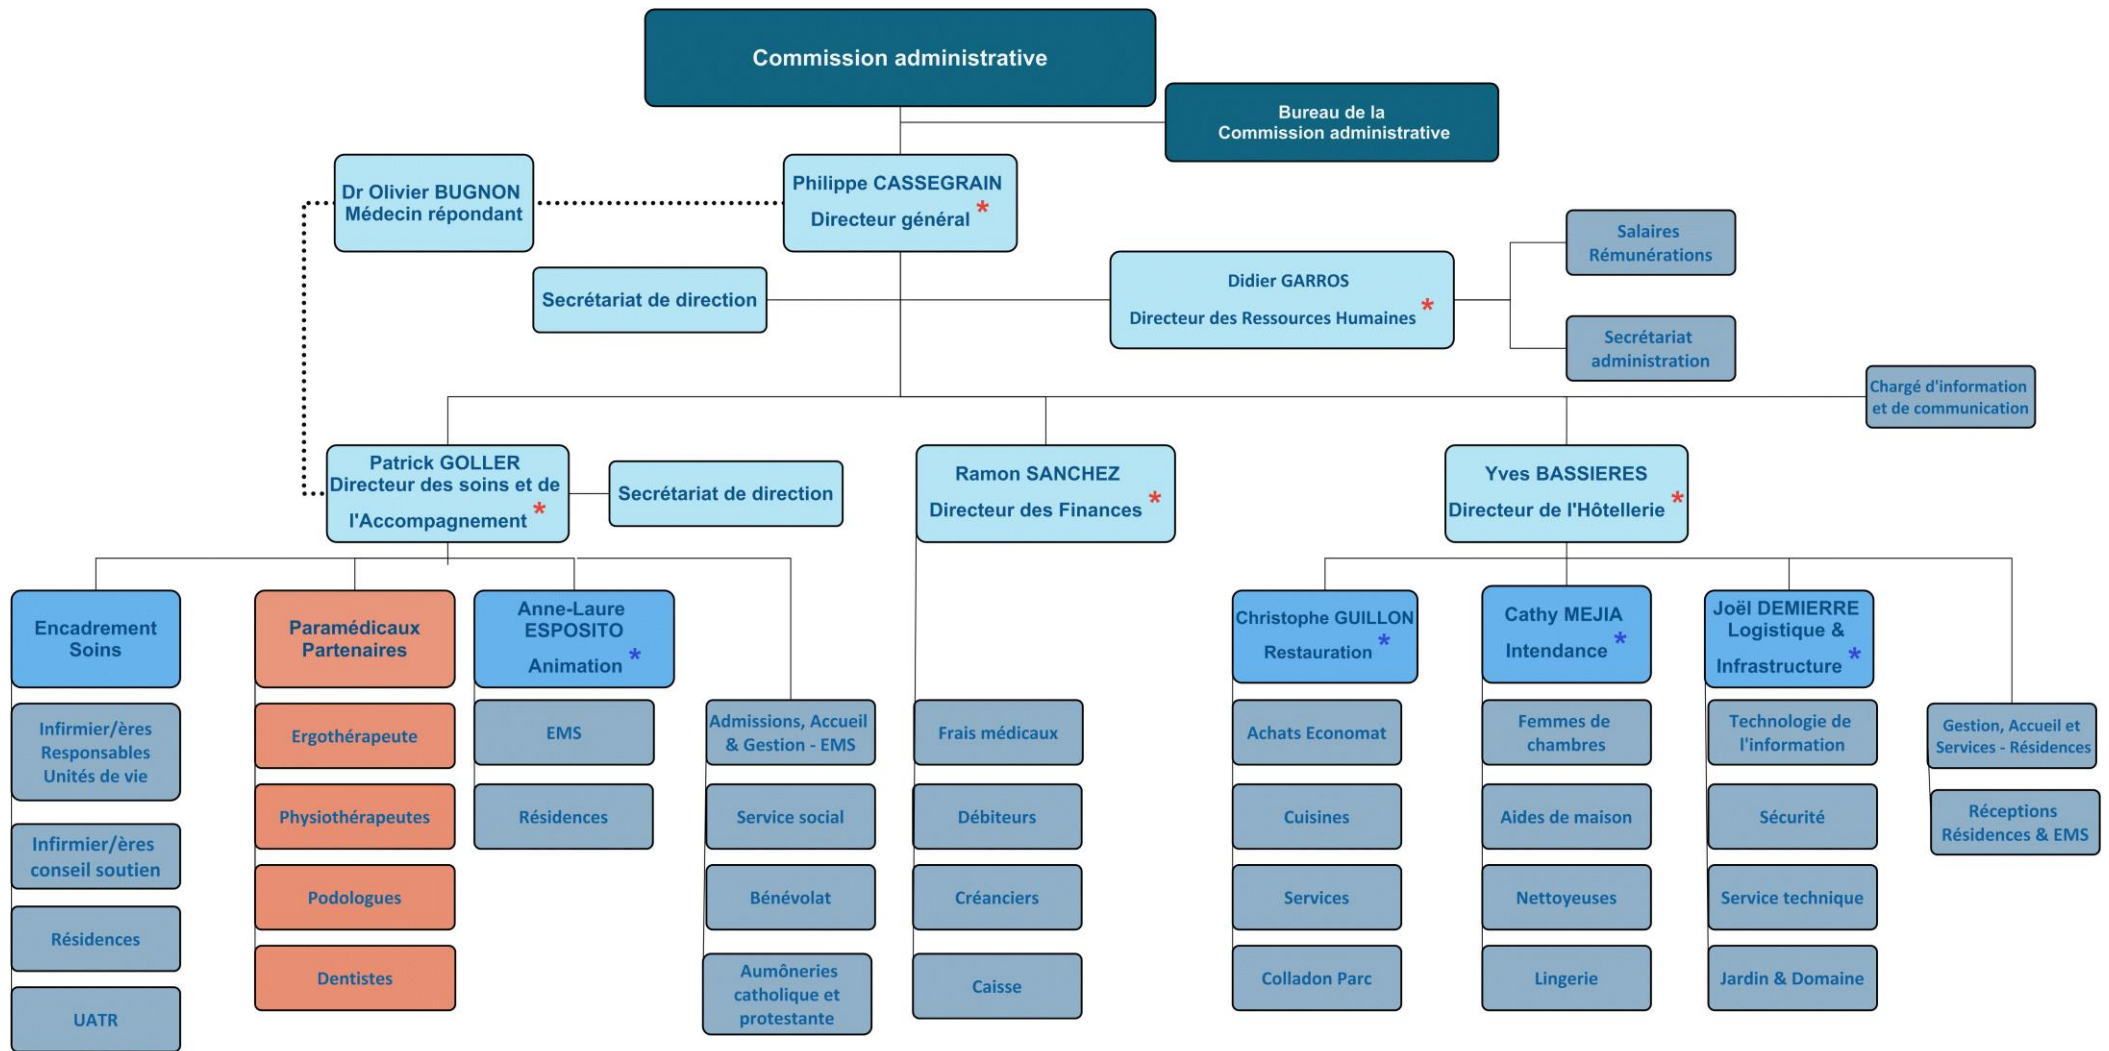 Commission administrative
Bureau de la
Commission administrative
Dr Olivier BUGNON
Médecin répondant
Philippe CASSEGRAIN
Directeur général *
Salaires
Rémunérations
Secrétariat de direction
Didier GARROS
Directeur des Ressources Humaines *
Secrétariat
administration
Chargé d'information
et de communication
Patrick GOLLER
Directeur des soins et de
l'Accompagnement *
Secrétariat de direction
Ramon SANCHEZ
Directeur des Finances *
Yves BASSIERES
Directeur de l'Hôtellerie *
Encadrement
Soins
Infirmier/ères
Responsables
Unités de vie
Infirmier/ères
conseil soutien
Résidences
UATR
Paramédicaux
Partenaires
Ergothérapeute
Physiothérapeutes
Podologues
Dentistes
Anne-Laure
ESPOSITO
Animation *
EMS
Résidences
Admissions, Accueil
& Gestion - EMS
Service social
Bénévolat
Aumôneries
catholique et
protestante
Frais médicaux
Débiteurs
Créanciers
Caisse
Christophe GUILLON
Restauration *
Achats Economat
Cuisines
Services
Colladon Parc
Cathy MEJIA
Intendance *
Femmes de
chambres
Aides de maison
Nettoyeuses
Lingerie
Joël DEMIERRE
Logistique &
Infrastructure *
Technologie de
l'information
Sécurité
Service technique
Jardin & Domaine
Gestion, Accueil et
Services - Résidences
Réceptions
Résidences & EMS